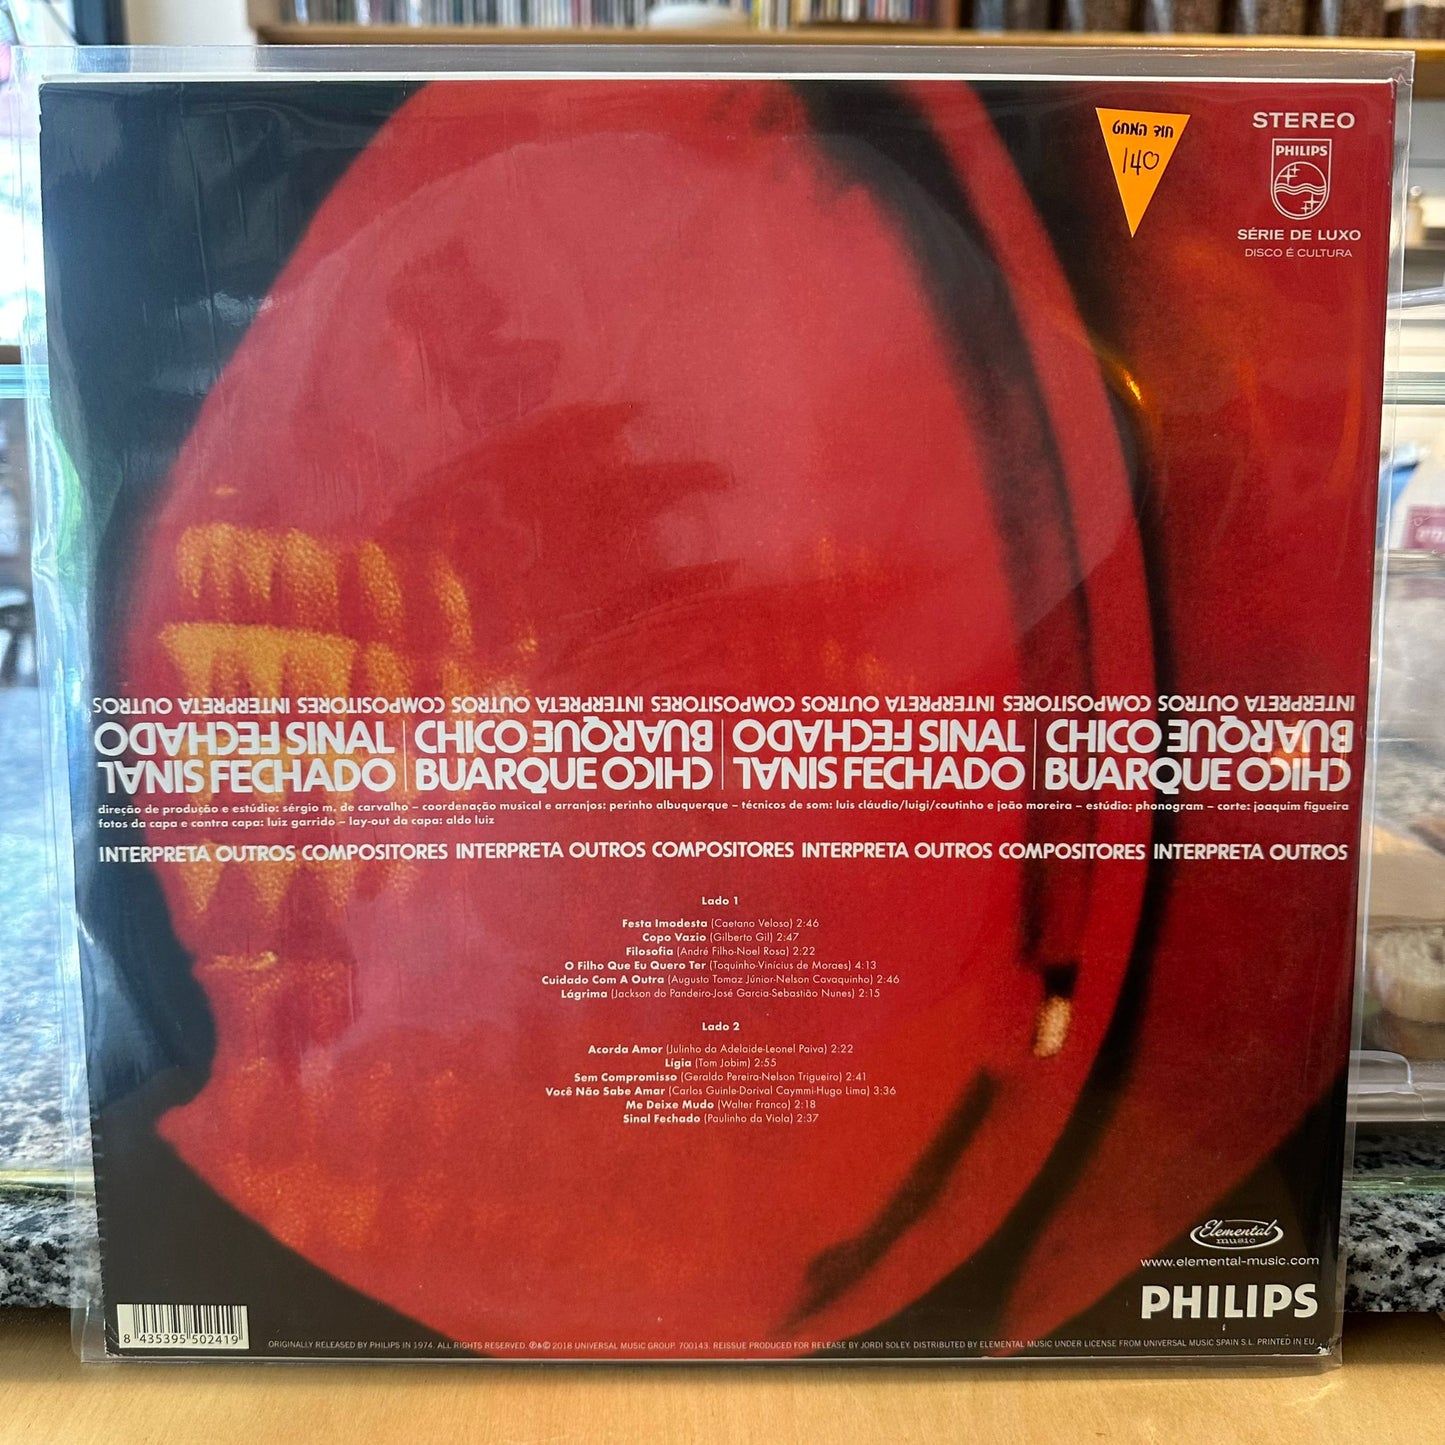 STEREO
PHILIPS
SÉRIE DE LUXO
DISCO É CULTURA
חוד המחט
140
INTERPRETA OUTROS COMPOSITORES INTERPRETA OUTROS COMPOSITORES INTERPRETA OUTROS COMPOSITORES INTERPRETA OUTROS
SINAL FECHADO | CHICO BUARQUE | SINAL FECHADO | CHICO BUARQUE
SINAL FECHADO | BUARQUE CHICO | SINAL FECHADO | BUARQUE CHICO
direção de produção e estúdio: sérgio m. de carvalho – coordenação musical e arranjos: perinho albuquerque – técnicos de som: luis cláudio/luigi/coutinho e joão moreira – estúdio: phonogram – corte: joaquim figueira
fotos da capa e contra capa: luiz garrido – lay-out da capa: aldo luiz
INTERPRETA OUTROS COMPOSITORES INTERPRETA OUTROS COMPOSITORES INTERPRETA OUTROS COMPOSITORES INTERPRETA OUTROS
Lado 1
Festa Imodesta (Caetano Veloso) 2:46
Copo Vazio (Gilberto Gil) 2:47
Filosofia (André Filho-Noel Rosa) 2:22
O Filho Que Eu Quero Ter (Toquinho-Vinícius de Moraes) 4:13
Cuidado Com A Outra (Augusto Tomaz Júnior-Nelson Cavaquinho) 2:46
Lágrima (Jackson do Pandeiro-José Garcia-Sebastião Nunes) 2:15
Lado 2
Acorda Amor (Julinho da Adelaide-Leonel Paiva) 2:22
Lígia (Tom Jobim) 2:55
Sem Compromisso (Geraldo Pereira-Nelson Trigueiro) 2:41
Você Não Sabe Amar (Carlos Guinle-Dorival Caymmi-Hugo Lima) 3:36
Me Deixe Mudo (Walter Franco) 2:18
Sinal Fechado (Paulinho da Viola) 2:37
Elemental
music
www.elemental-music.com
PHILIPS
8 435395 502419
ORIGINALLY RELEASED BY PHILIPS IN 1974. ALL RIGHTS RESERVED. ℗&© 2018 UNIVERSAL MUSIC GROUP. 700143. REISSUE PRODUCED FOR RELEASE BY JORDI SOLEY. DISTRIBUTED BY ELEMENTAL MUSIC UNDER LICENSE FROM UNIVERSAL MUSIC SPAIN S.L. PRINTED IN EU.